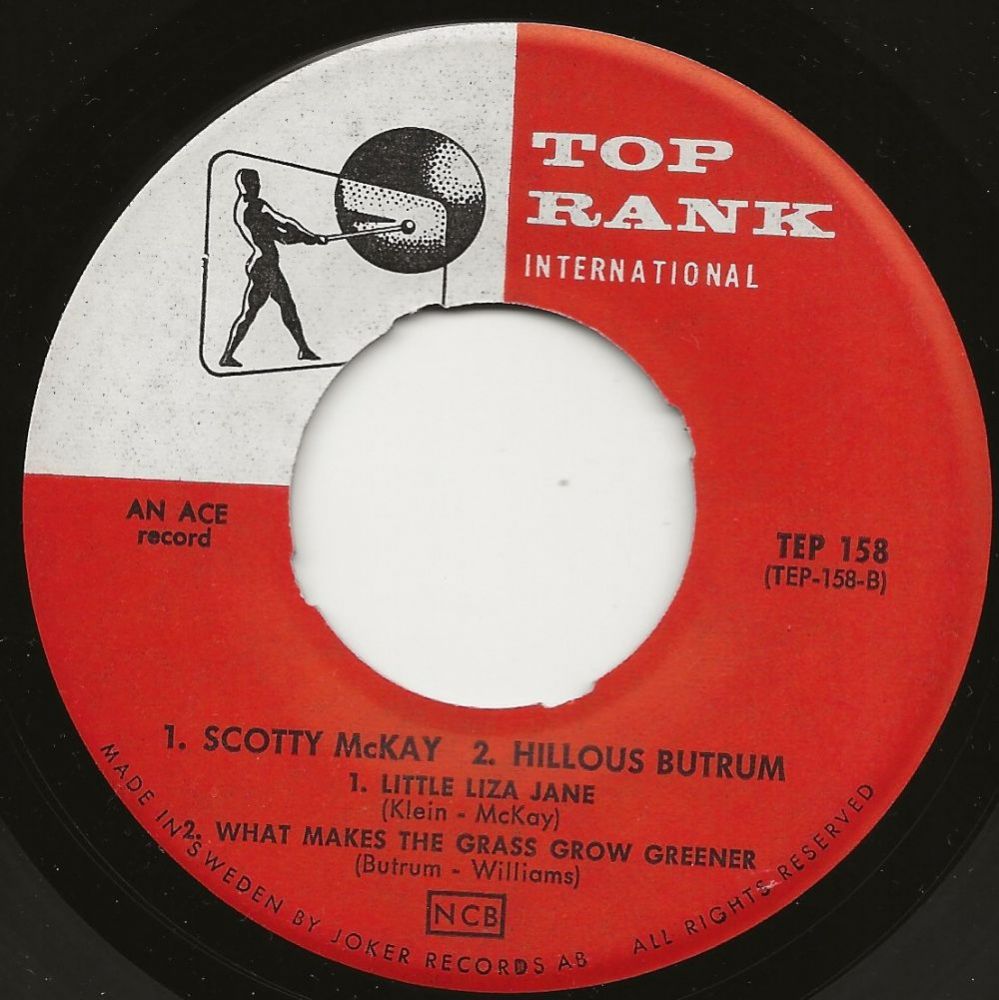 TOP
RANK
INTERNATIONAL
AN ACE
record
TEP 158
(TEP-158-B)
1. SCOTTY McKAY 2. HILLOUS BUTRUM
1. LITTLE LIZA JANE
(Klein - McKay)
2. WHAT MAKES THE GRASS GROW GREENER
(Butrum - Williams)
NCB
MADE IN SWEDEN BY JOKER RECORDS AB ALL RIGHTS RESERVED